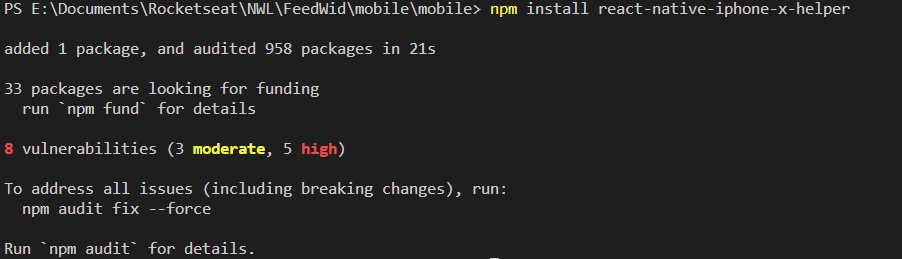 PS E:\Documents\Rocketseat\NWL\FeedWid\mobile\mobile> npm install react-native-iphone-x-helper
added 1 package, and audited 958 packages in 21s
33 packages are looking for funding
run `npm fund` for details
8 vulnerabilities (3 moderate, 5 high)
To address all issues (including breaking changes), run:
npm audit fix --force
Run `npm audit` for details.